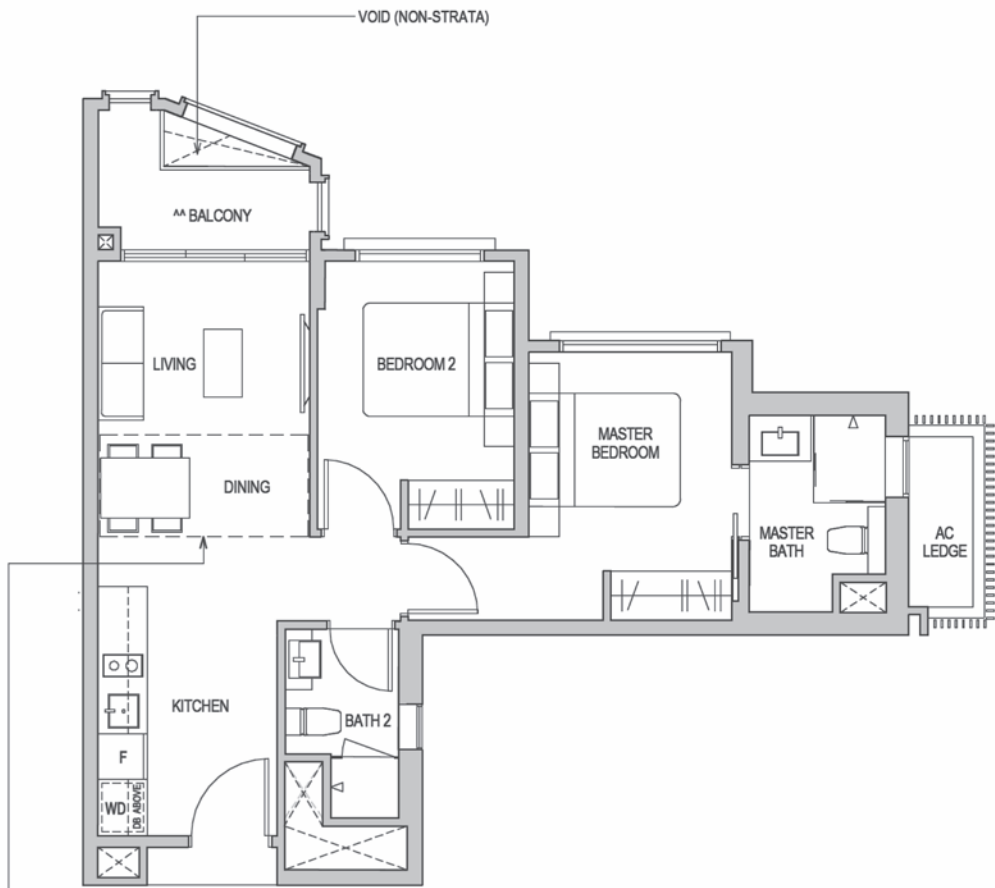 VOID (NON-STRATA)
^^ BALCONY
LIVING
BEDROOM 2
MASTER
BEDROOM
DINING
MASTER
BATH
AC
LEDGE
KITCHEN
BATH 2
F
WD
DB ABOVE